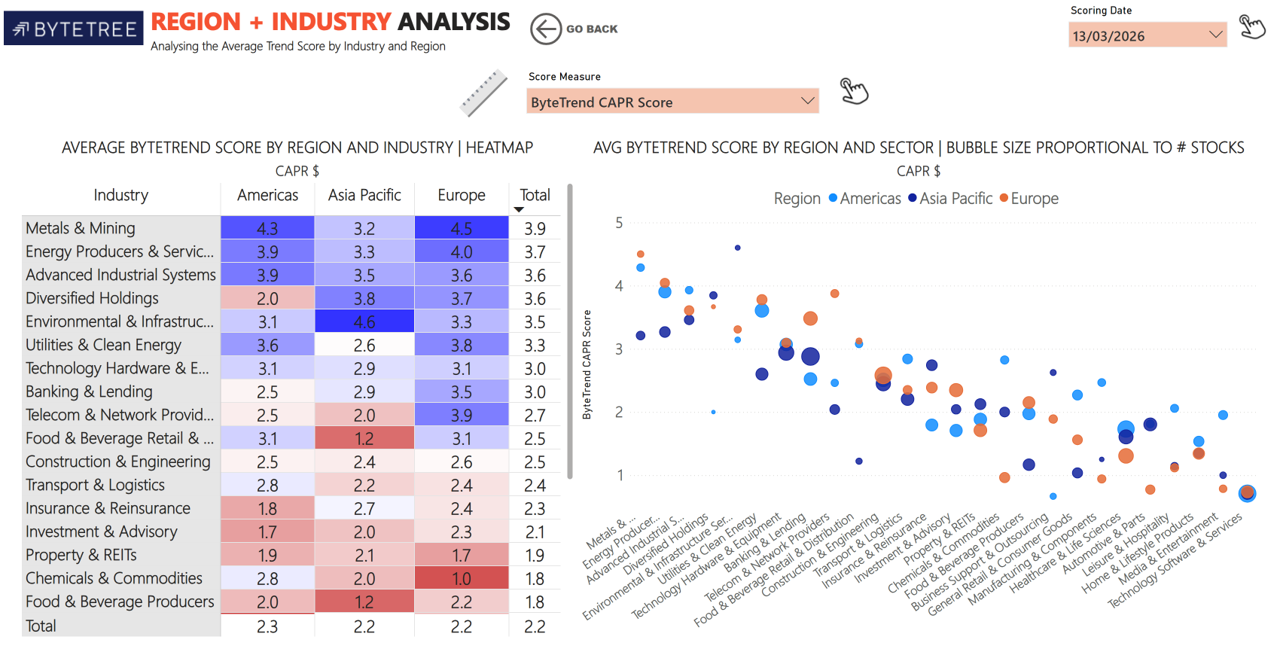 BYTETREE
REGION + INDUSTRY ANALYSIS
Analysing the Average Trend Score by Industry and Region
GO BACK
Scoring Date
13/03/2026
Score Measure
ByteTrend CAPR Score
AVERAGE BYTETREND SCORE BY REGION AND INDUSTRY | HEATMAP
CAPR $
Industry Americas Asia Pacific Europe Total
Metals & Mining 4.3 3.2 4.5 3.9
Energy Producers & Servic... 3.9 3.3 4.0 3.7
Advanced Industrial Systems 3.9 3.5 3.6 3.6
Diversified Holdings 2.0 3.8 3.7 3.6
Environmental & Infrastruc... 3.1 4.6 3.3 3.5
Utilities & Clean Energy 3.6 2.6 3.8 3.3
Technology Hardware & E... 3.1 2.9 3.1 3.0
Banking & Lending 2.5 2.9 3.5 3.0
Telecom & Network Provid... 2.5 2.0 3.9 2.7
Food & Beverage Retail & ... 3.1 1.2 3.1 2.5
Construction & Engineering 2.5 2.4 2.6 2.5
Transport & Logistics 2.8 2.2 2.4 2.4
Insurance & Reinsurance 1.8 2.7 2.4 2.3
Investment & Advisory 1.7 2.0 2.3 2.1
Property & REITs 1.9 2.1 1.7 1.9
Chemicals & Commodities 2.8 2.0 1.0 1.8
Food & Beverage Producers 2.0 1.2 2.2 1.8
Total 2.3 2.2 2.2 2.2
AVG BYTETREND SCORE BY REGION AND SECTOR | BUBBLE SIZE PROPORTIONAL TO # STOCKS
CAPR $
Region Americas Asia Pacific Europe
ByteTrend CAPR Score
5
4
3
2
1
Metals & ...
Energy Producer...
Advanced Industrial S...
Diversified Holdings
Environmental & Infrastructure Ser...
Utilities & Clean Energy
Technology Hardware & Equipment
Banking & Lending
Telecom & Network Providers
Food & Beverage Retail & Distribution
Construction & Engineering
Transport & Logistics
Insurance & Reinsurance
Investment & Advisory
Property & REITs
Chemicals & Commodities
Food & Beverage Producers
Business Support & Outsourcing
General Retail & Consumer Goods
Manufacturing & Components
Healthcare & Life Sciences
Automotive & Parts
Leisure & Hospitality
Home & Lifestyle Products
Media & Entertainment
Technology Software & Services